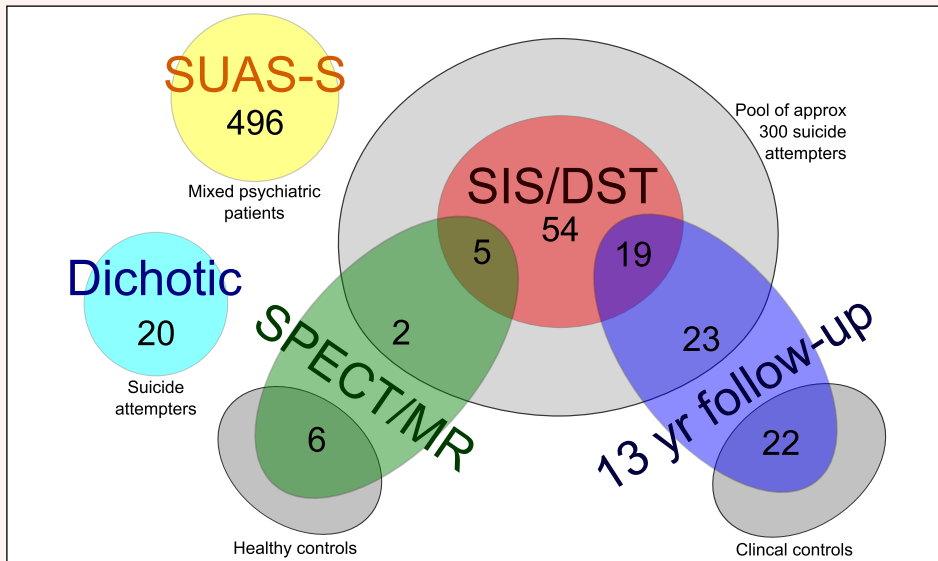 SUAS-S
496
Mixed psychiatric
patients
Pool of approx
300 suicide
attempters
SIS/DST
54
5
19
Dichotic
20
Suicide
attempters
SPECT/MR
2
23
13 yr follow-up
6
22
Healthy controls
Clincal controls